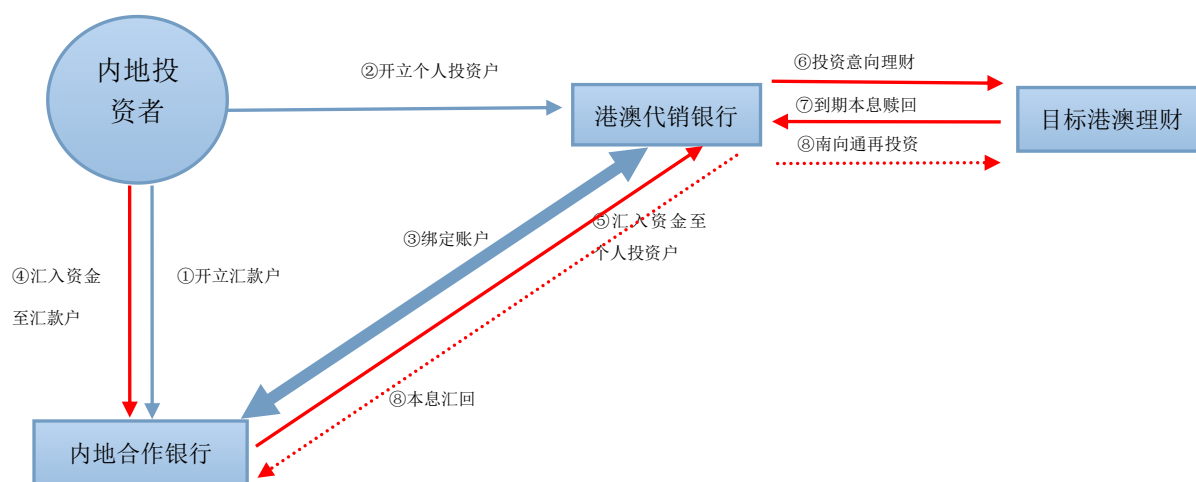 内地投
资者
②开立个人投资户
港澳代销银行
⑥投资意向理财
⑦到期本息赎回
⑧南向通再投资
目标港澳理财
③绑定账户
⑤汇入资金至
个人投资户
④汇入资金
至汇款户
①开立汇款户
⑧本息汇回
内地合作银行